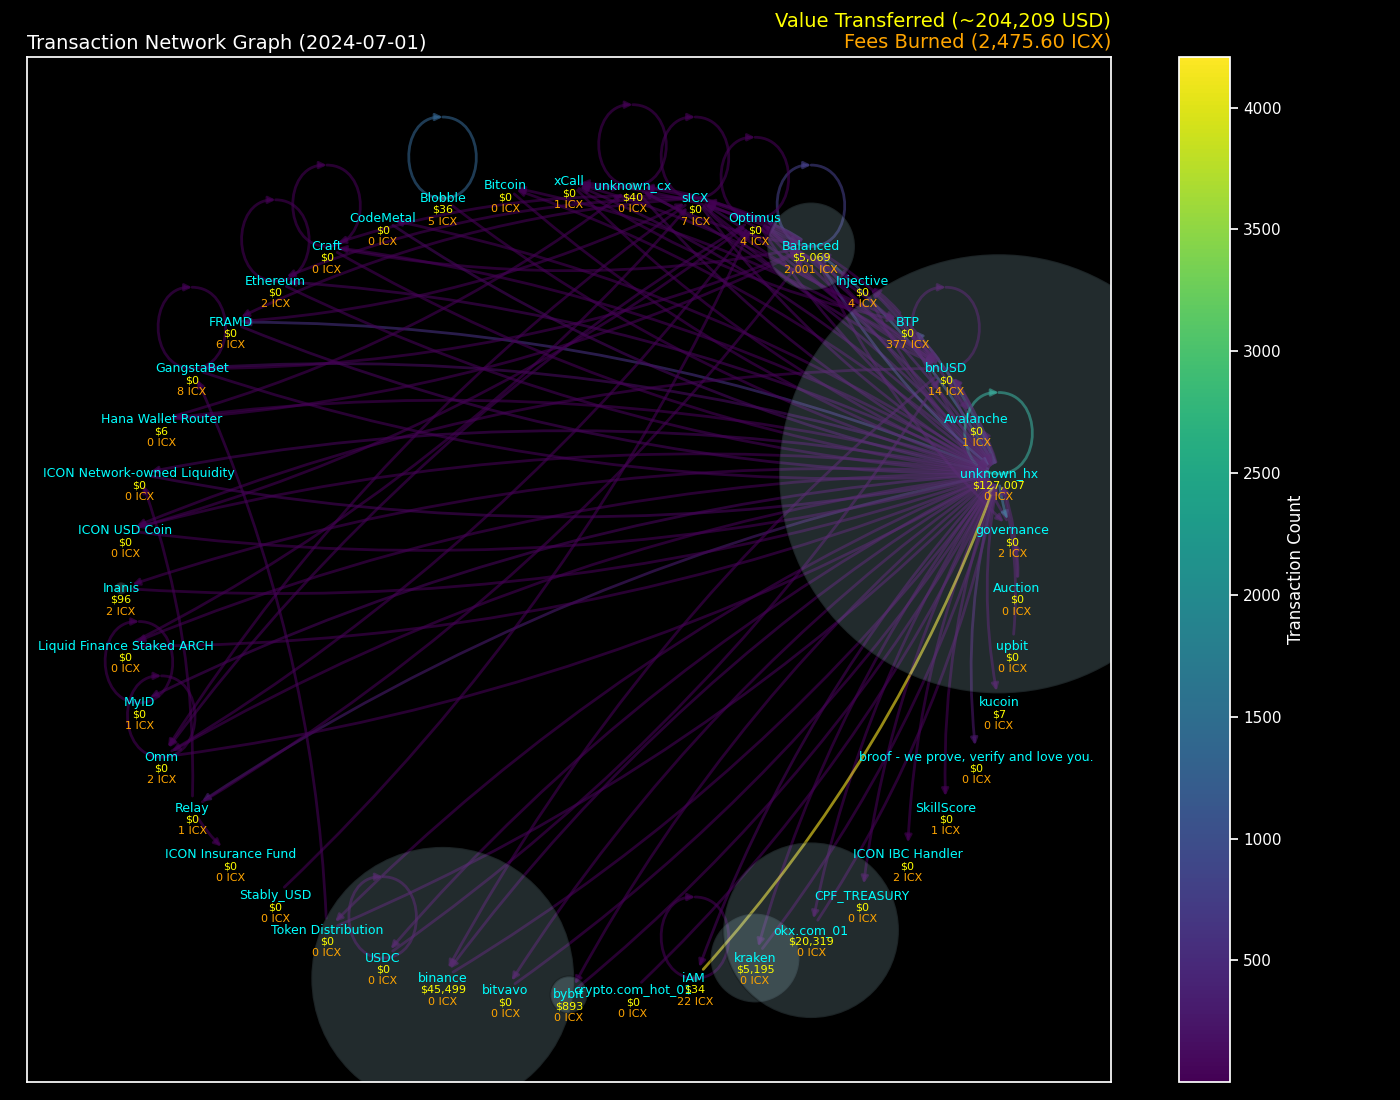 Value Transferred (~204,209 USD)
Transaction Network Graph (2024-07-01)
Fees Burned (2,475.60 ICX)
xCall
$0
1 ICX
Bitcoin
$0
0 ICX
unknown_cx
$40
0 ICX
Blobble
$36
5 ICX
sICX
$0
7 ICX
CodeMetal
$0
0 ICX
Optimus
$0
4 ICX
Craft
$0
0 ICX
Balanced
$5,069
2,001 ICX
Ethereum
$0
2 ICX
Injective
$0
4 ICX
FRAMD
$0
6 ICX
BTP
$0
377 ICX
GangstaBet
$0
8 ICX
bnUSD
$0
14 ICX
Hana Wallet Router
$6
0 ICX
Avalanche
$0
1 ICX
ICON Network-owned Liquidity
$0
0 ICX
unknown_hx
$127,007
0 ICX
ICON USD Coin
$0
0 ICX
governance
$0
2 ICX
Inanis
$96
2 ICX
Auction
$0
0 ICX
Liquid Finance Staked ARCH
$0
0 ICX
upbit
$0
0 ICX
MyID
$0
1 ICX
kucoin
$7
0 ICX
Omm
$0
2 ICX
broof - we prove, verify and love you.
$0
0 ICX
Relay
$0
1 ICX
SkillScore
$0
1 ICX
ICON Insurance Fund
$0
0 ICX
ICON IBC Handler
$0
2 ICX
Stably_USD
$0
0 ICX
CPF_TREASURY
$0
0 ICX
Token Distribution
$0
0 ICX
okx.com_01
$20,319
0 ICX
USDC
$0
0 ICX
kraken
$5,195
0 ICX
binance
$45,499
0 ICX
iAM
$34
22 ICX
bitvavo
$0
0 ICX
bybit
$893
0 ICX
crypto.com_hot_01
$0
0 ICX
4000
3500
3000
2500
2000
1500
1000
500
Transaction Count